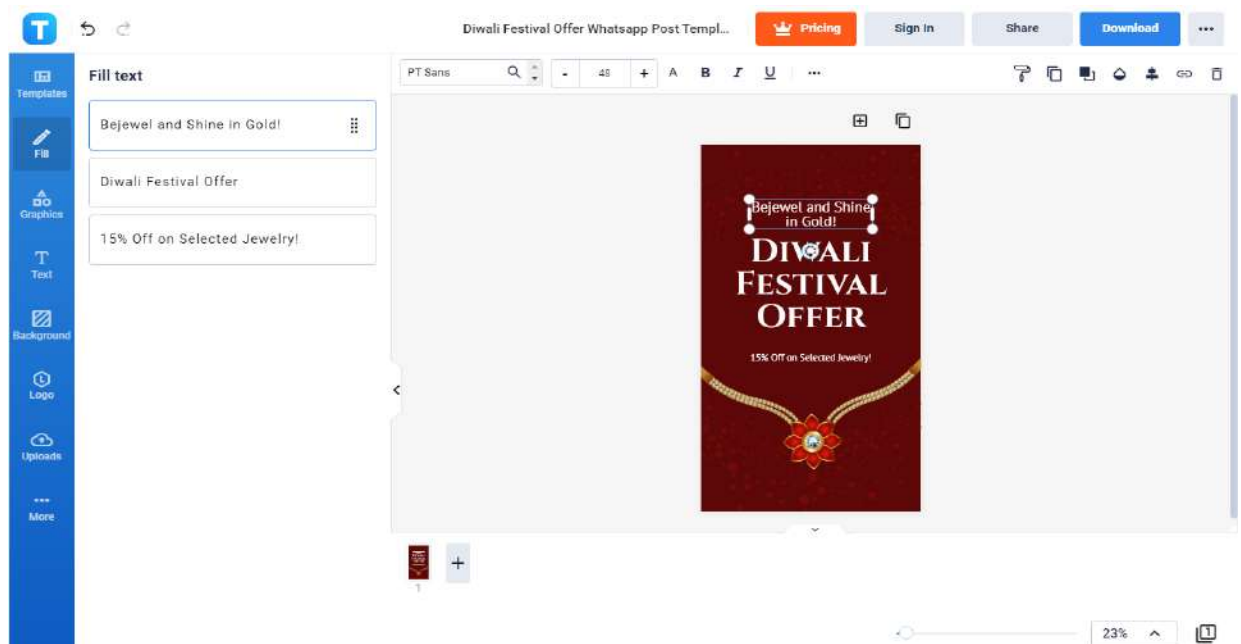 T
Diwali Festival Offer Whatsapp Post Templ...
Pricing
Sign In
Share
Download
Templates
Fill
Graphics
Text
Background
Logo
Uploads
More
Fill text
Bejewel and Shine in Gold!
Diwali Festival Offer
15% Off on Selected Jewelry!
PT Sans
- 48 + A B I U
Bejewel and Shine
in Gold!
DIWALI
FESTIVAL
OFFER
15% Off on Selected Jewelry!
1
23%
1